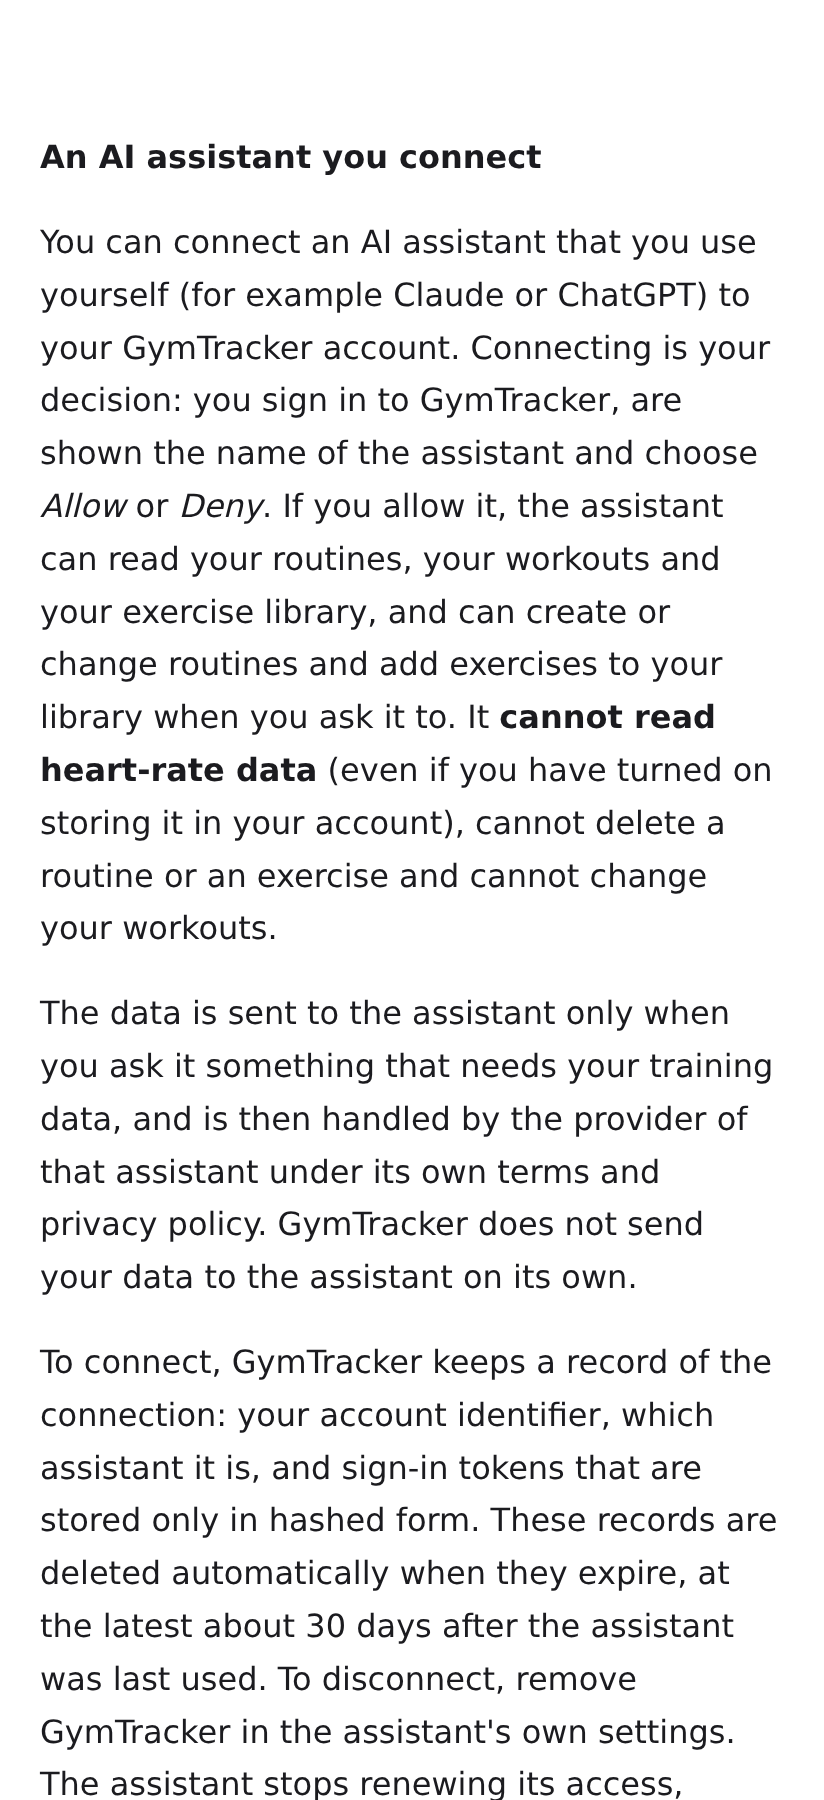 An AI assistant you connect
You can connect an AI assistant that you use
yourself (for example Claude or ChatGPT) to
your GymTracker account. Connecting is your
decision: you sign in to GymTracker, are
shown the name of the assistant and choose
Allow or Deny. If you allow it, the assistant
can read your routines, your workouts and
your exercise library, and can create or
change routines and add exercises to your
library when you ask it to. It cannot read
heart-rate data (even if you have turned on
storing it in your account), cannot delete a
routine or an exercise and cannot change
your workouts.
The data is sent to the assistant only when
you ask it something that needs your training
data, and is then handled by the provider of
that assistant under its own terms and
privacy policy. GymTracker does not send
your data to the assistant on its own.
To connect, GymTracker keeps a record of the
connection: your account identifier, which
assistant it is, and sign-in tokens that are
stored only in hashed form. These records are
deleted automatically when they expire, at
the latest about 30 days after the assistant
was last used. To disconnect, remove
GymTracker in the assistant's own settings.
The assistant stops renewing its access,